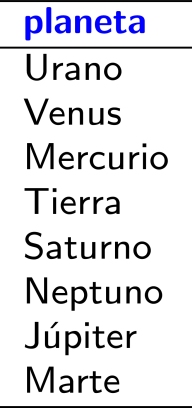 planeta
Urano
Venus
Mercurio
Tierra
Saturno
Neptuno
Júpiter
Marte